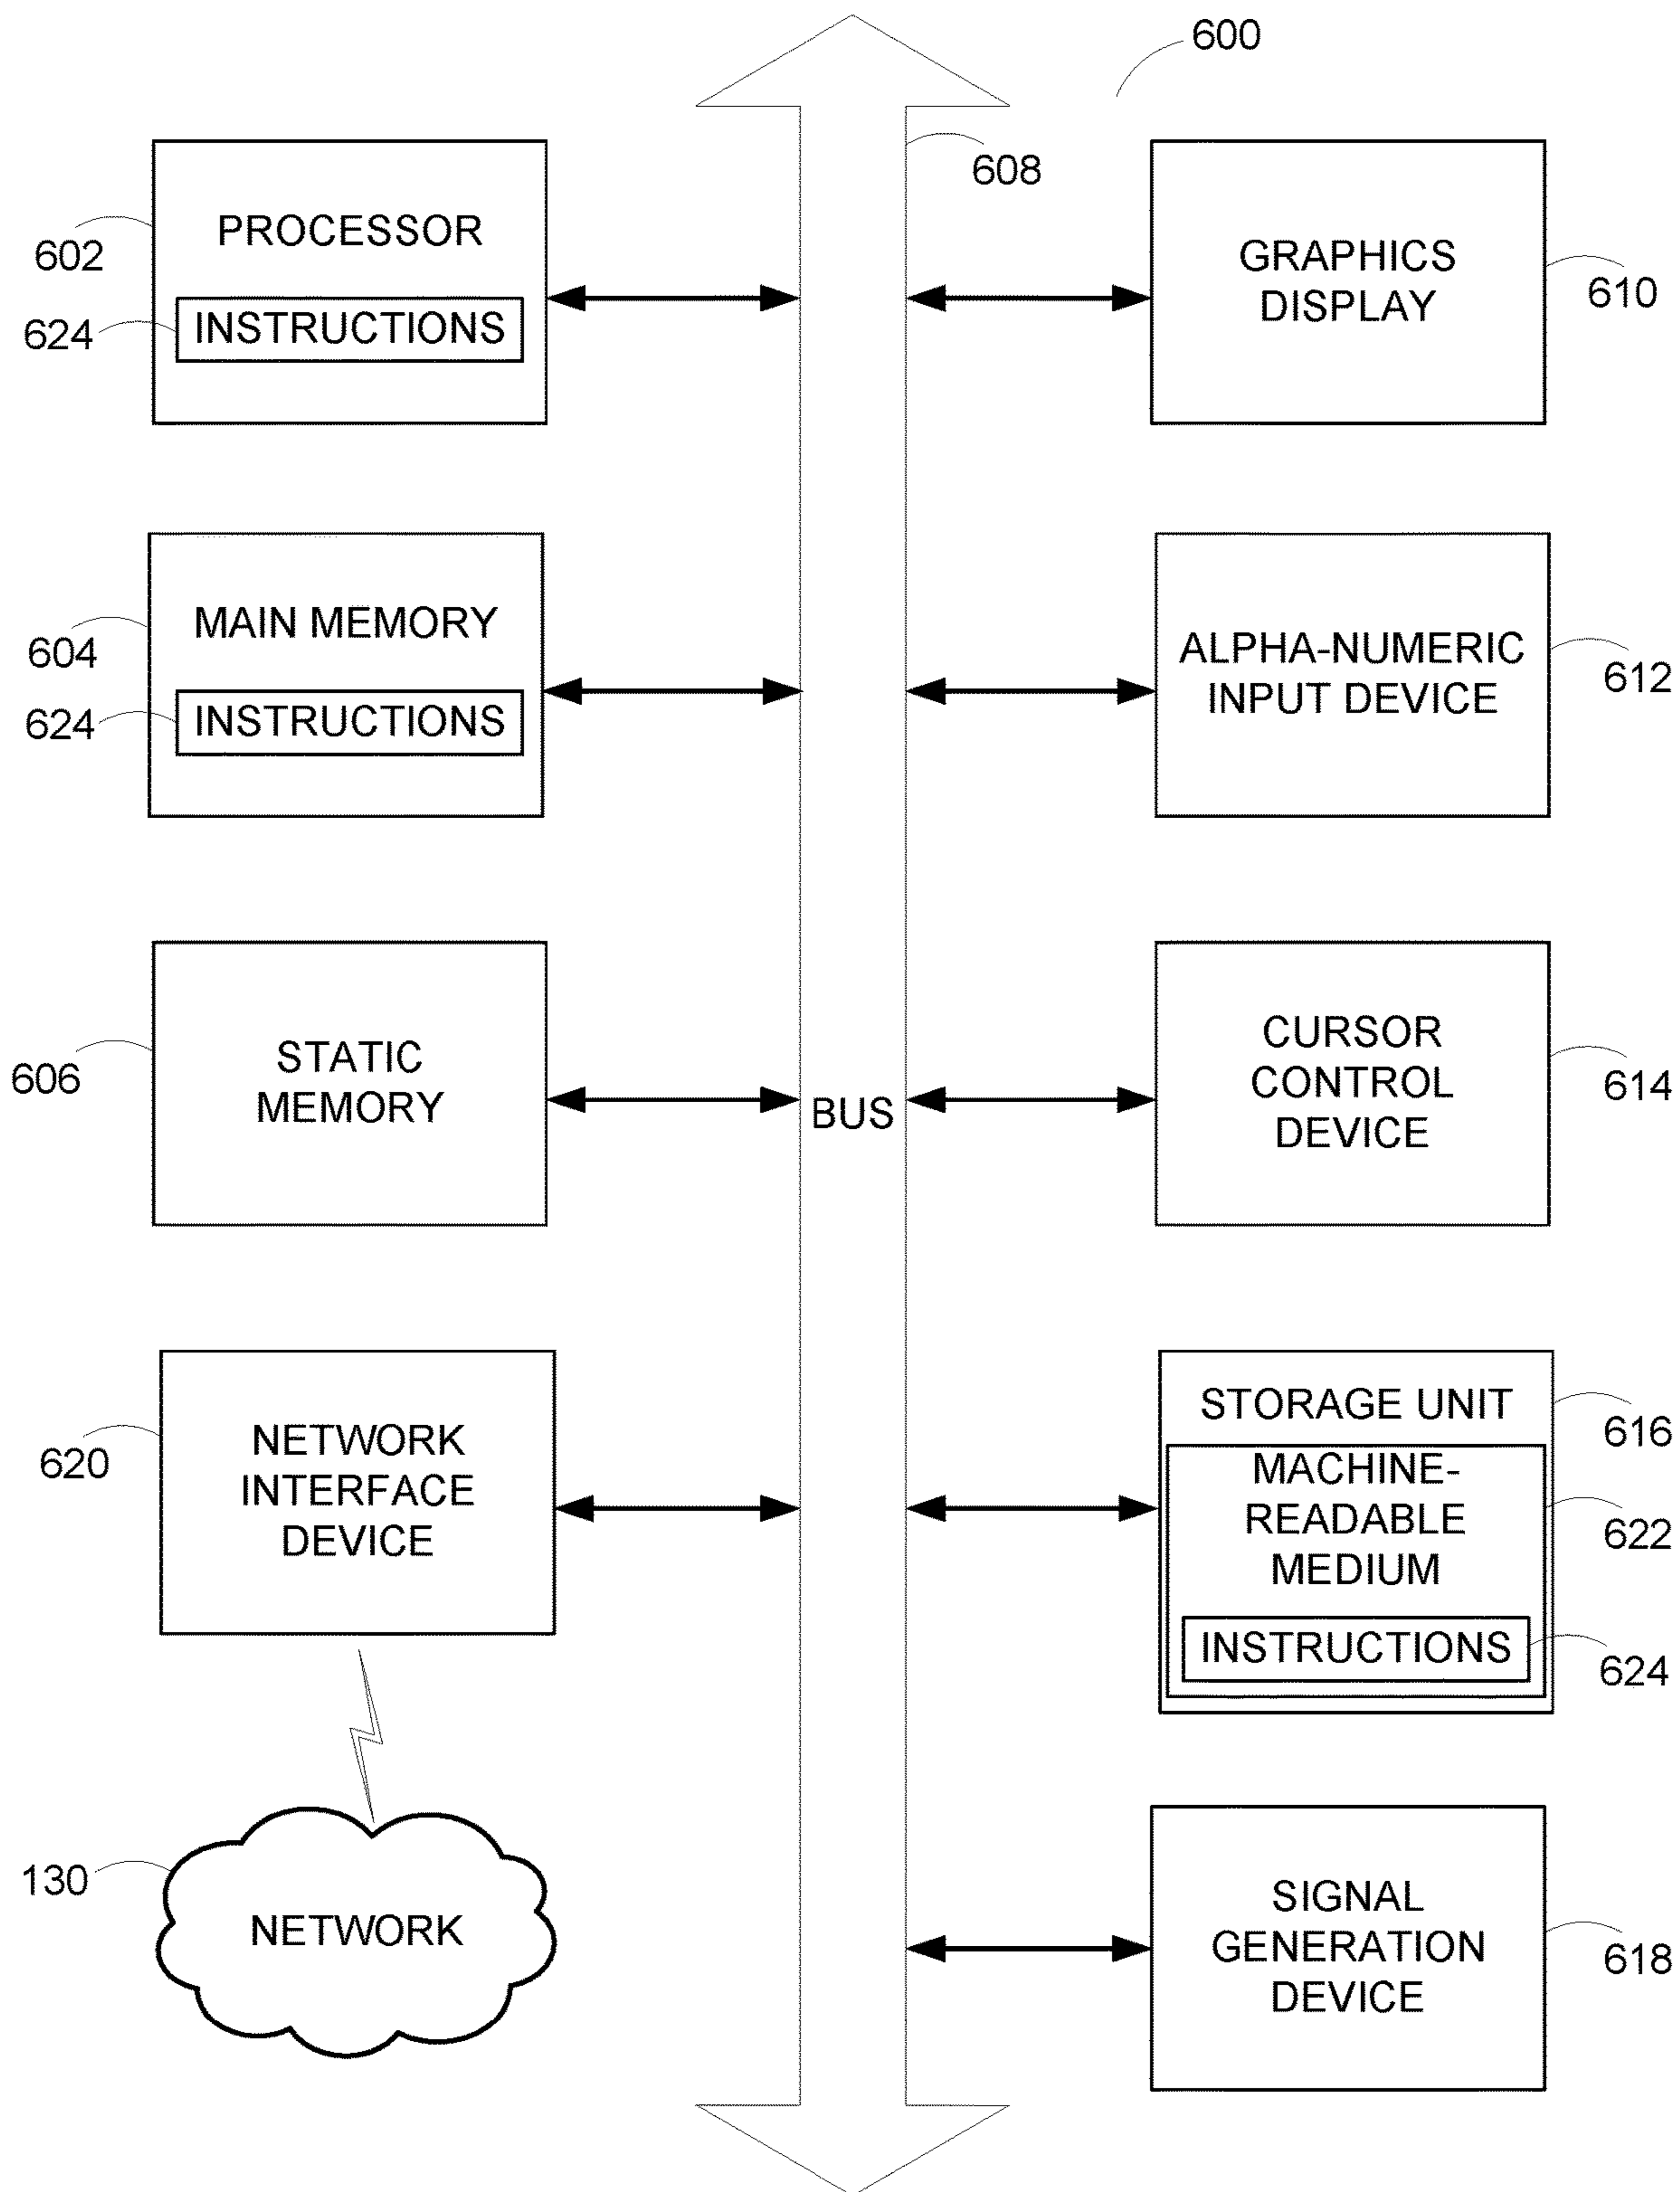 600
608
PROCESSOR
602
624
INSTRUCTIONS
GRAPHICS
DISPLAY
610
MAIN MEMORY
604
624
INSTRUCTIONS
ALPHA-NUMERIC
INPUT DEVICE
612
STATIC
MEMORY
606
BUS
CURSOR
CONTROL
DEVICE
614
NETWORK
INTERFACE
DEVICE
620
STORAGE UNIT
616
MACHINE-
READABLE
MEDIUM
622
INSTRUCTIONS
624
130
NETWORK
SIGNAL
GENERATION
DEVICE
618